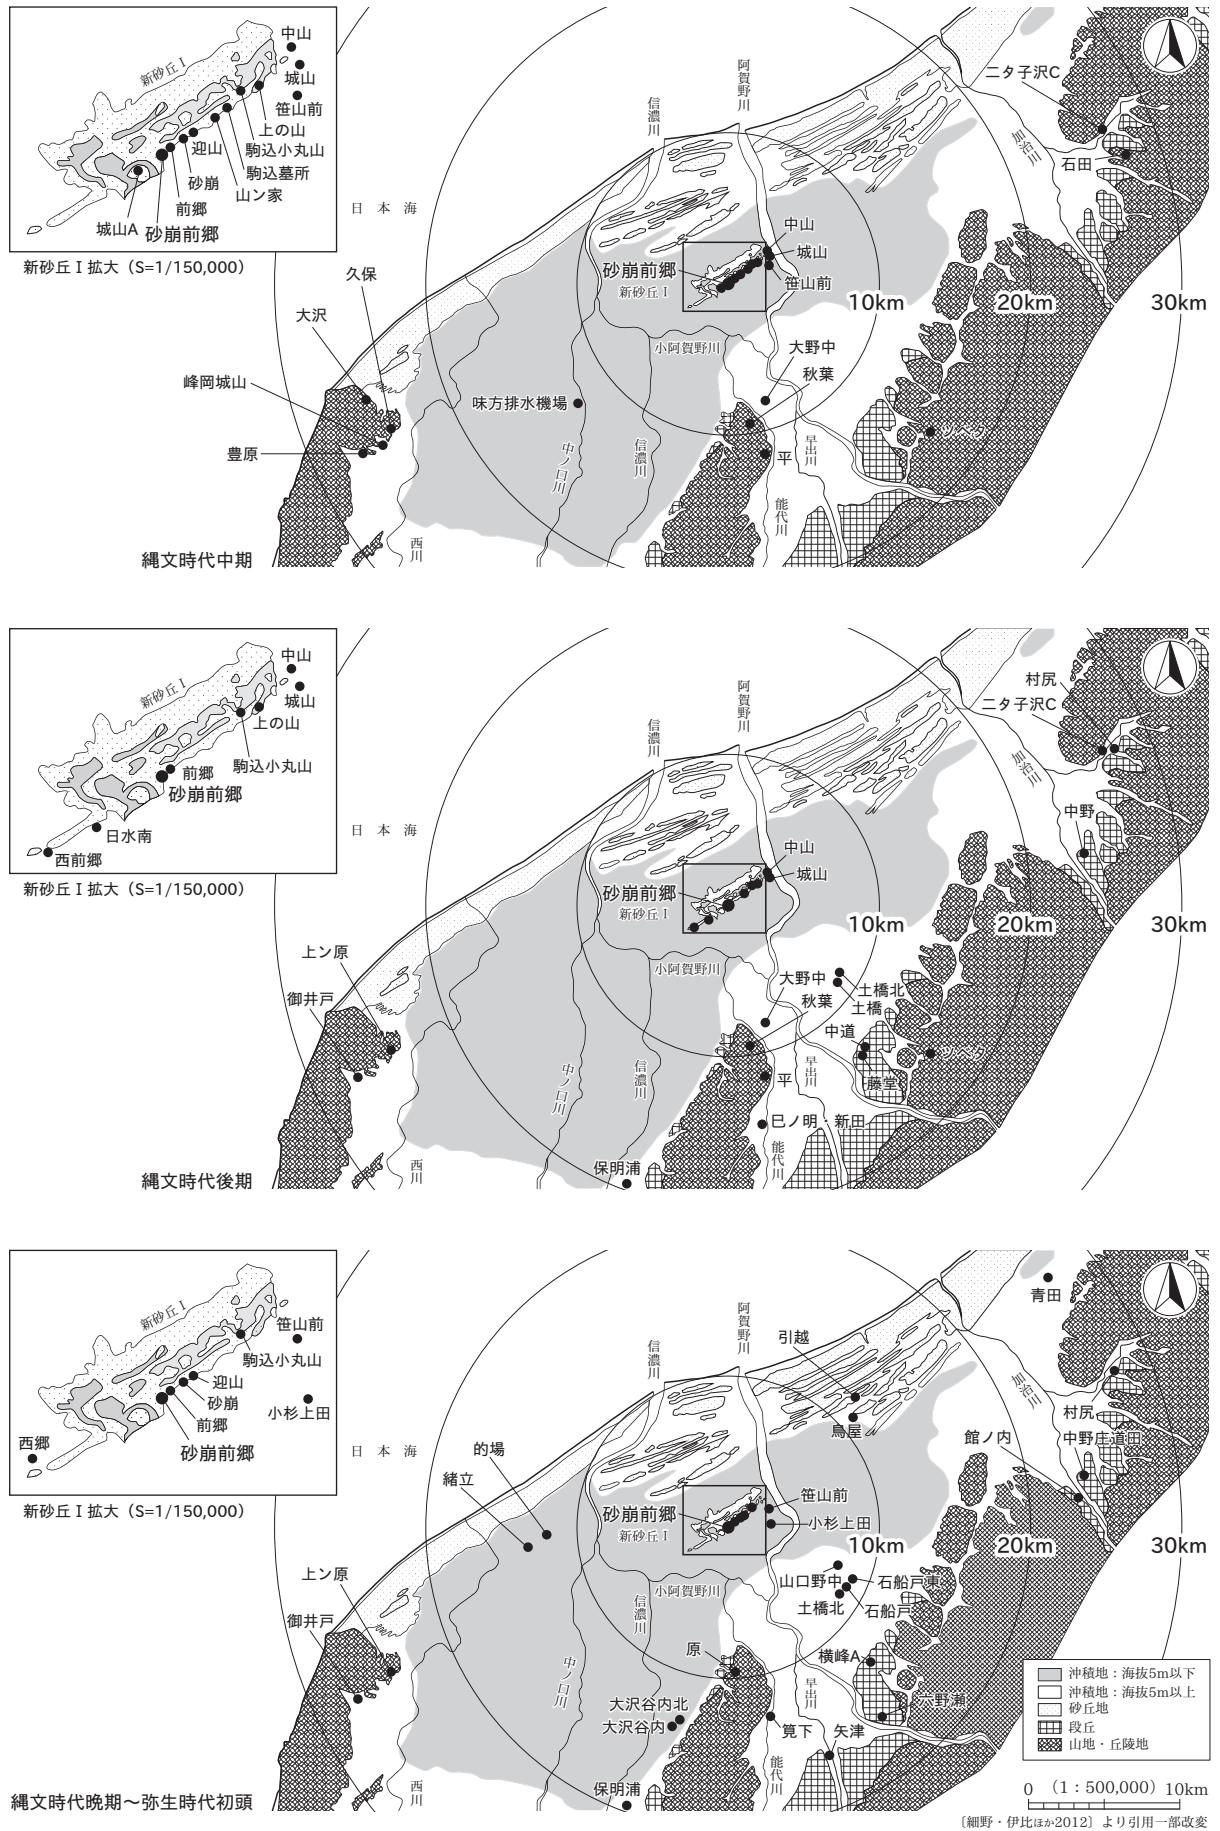 新砂丘Ⅰ
中山
城山
笹山前
上の山
駒込小丸山
駒込墓所
山ン家
迎山
砂崩
前郷
砂崩前郷
城山A
新砂丘Ⅰ拡大（S=1/150,000）
日本海
信濃川
阿賀野川
加治川
二タ子沢C
石田
中山
城山
笹山前
砂崩前郷
新砂丘Ⅰ
10km
20km
30km
久保
大沢
峰岡城山
豊原
味方排水機場
小阿賀野川
大野中
秋葉
平
ツベタ
早出川
能代川
信濃川
中ノ口川
西川
縄文時代中期
新砂丘Ⅰ
中山
城山
上の山
駒込小丸山
前郷
砂崩前郷
日水南
西前郷
新砂丘Ⅰ拡大（S=1/150,000）
日本海
信濃川
阿賀野川
加治川
村尻
二タ子沢C
中野
中山
城山
砂崩前郷
新砂丘Ⅰ
10km
20km
30km
上ン原
御井戸
小阿賀野川
大野中
秋葉
土橋北
土橋
中道
藤堂
ツベタ
平
巳ノ明・新田
保明浦
早出川
能代川
信濃川
中ノ口川
西川
縄文時代後期
新砂丘Ⅰ
笹山前
駒込小丸山
迎山
砂崩
前郷
小杉上田
砂崩前郷
西郷
新砂丘Ⅰ拡大（S=1/150,000）
日本海
信濃川
阿賀野川
加治川
青田
引越
鳥屋
村尻
館ノ内
中野庄道田
的場
緒立
笹山前
小杉上田
砂崩前郷
新砂丘Ⅰ
10km
20km
30km
上ン原
御井戸
小阿賀野川
山口野中
石船戸東
土橋北
石船戸
原
横峰A
六野瀬
大沢谷内北
大沢谷内
筧下
矢津
保明浦
早出川
能代川
信濃川
中ノ口川
西川
縄文時代晩期～弥生時代初頭
沖積地：海抜5m以下
沖積地：海抜5m以上
砂丘地
段丘
山地・丘陵地
0 （1：500,000） 10km
〔細野・伊比ほか2012〕より引用一部改変